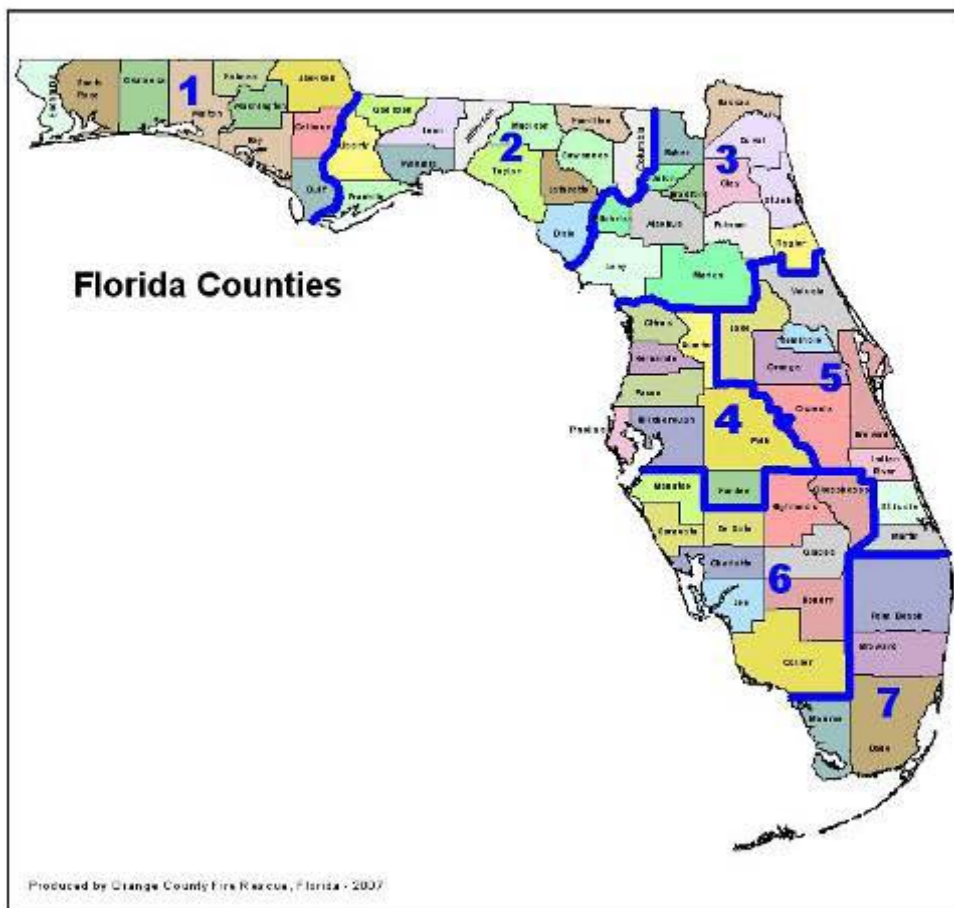 Florida Counties
1
2
3
4
5
6
7
Escambia
Santa Rosa
Okaloosa
Walton
Holmes
Washington
Bay
Jackson
Calhoun
Gulf
Liberty
Gadsden
Franklin
Leon
Wakulla
Jefferson
Madison
Taylor
Hamilton
Suwannee
Lafayette
Dixie
Columbia
Baker
Nassau
Duval
Clay
St Johns
Union
Bradford
Gilchrist
Alachua
Putnam
Flagler
Levy
Marion
Volusia
Citrus
Sumter
Lake
Hernando
Seminole
Orange
Pasco
Pinellas
Hillsborough
Polk
Osceola
Brevard
Indian River
Manatee
Hardee
Highlands
Okeechobee
St Lucie
Sarasota
De Soto
Martin
Charlotte
Glades
Lee
Hendry
Palm Beach
Collier
Broward
Monroe
Dade
Produced by Orange County Fire Rescue, Florida - 2007